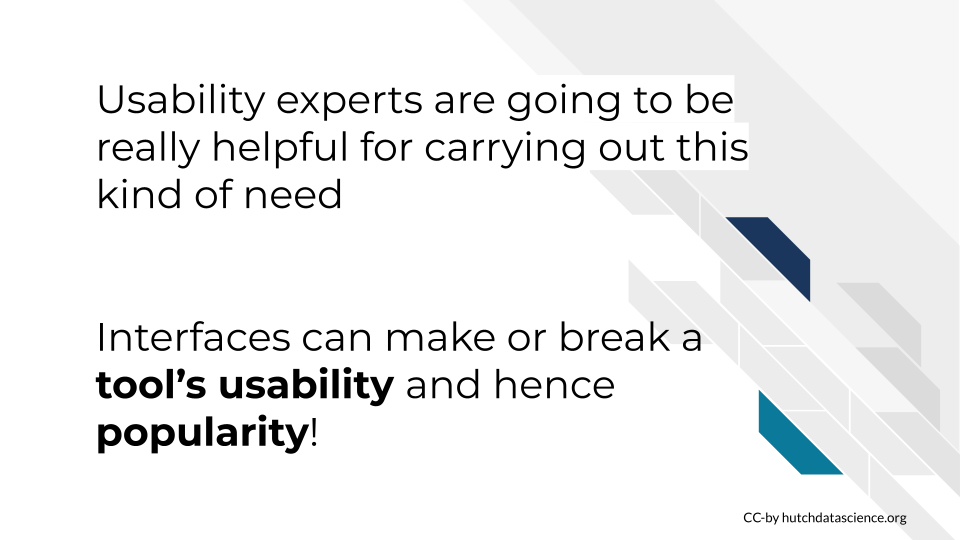 Usability experts are going to be
really helpful for carrying out this
kind of need
Interfaces can make or break a
tool’s usability and hence
popularity!
CC-by hutchdatascience.org